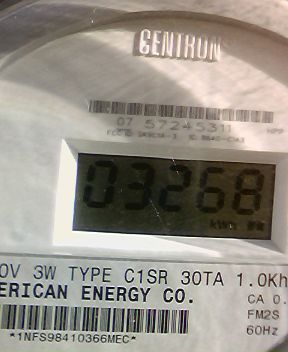 CENTRON
07 57245311 HPP
03268
kWh
0V 3W TYPE C1SR 30TA 1.0Kh
ERICAN ENERGY CO.
CA 0.
FM2S
60Hz
*1NFS98410366MEC*